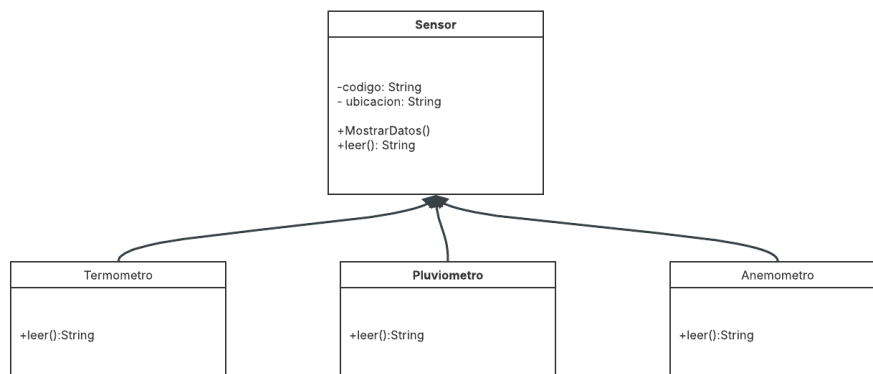 Sensor
-codigo: String
- ubicacion: String
+MostrarDatos()
+leer(): String
Termometro
Pluviometro
Anemometro
+leer():String
+leer():String
+leer():String